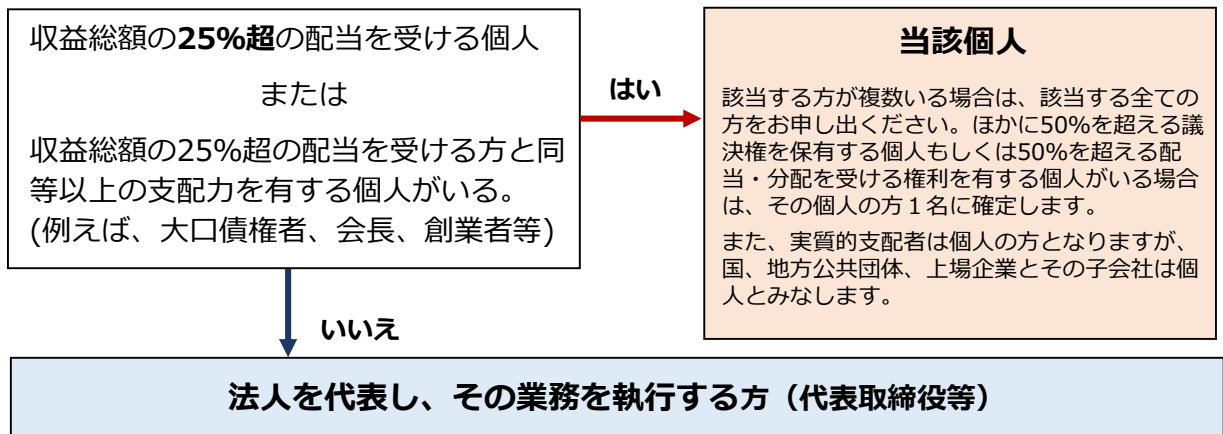 収益総額の25%超の配当を受ける個人
または
収益総額の25%超の配当を受ける方と同
等以上の支配力を有する個人がいる。
(例えば、大口債権者、会長、創業者等)
はい
当該個人
該当する方が複数いる場合は、該当する全ての
方をお申し出ください。ほかに50%を超える議
決権を保有する個人もしくは50%を超える配
当・分配を受ける権利を有する個人がいる場合
は、その個人の方１名に確定します。
また、実質的支配者は個人の方となりますが、
国、地方公共団体、上場企業とその子会社は個
人とみなします。
いいえ
法人を代表し、その業務を執行する方（代表取締役等）